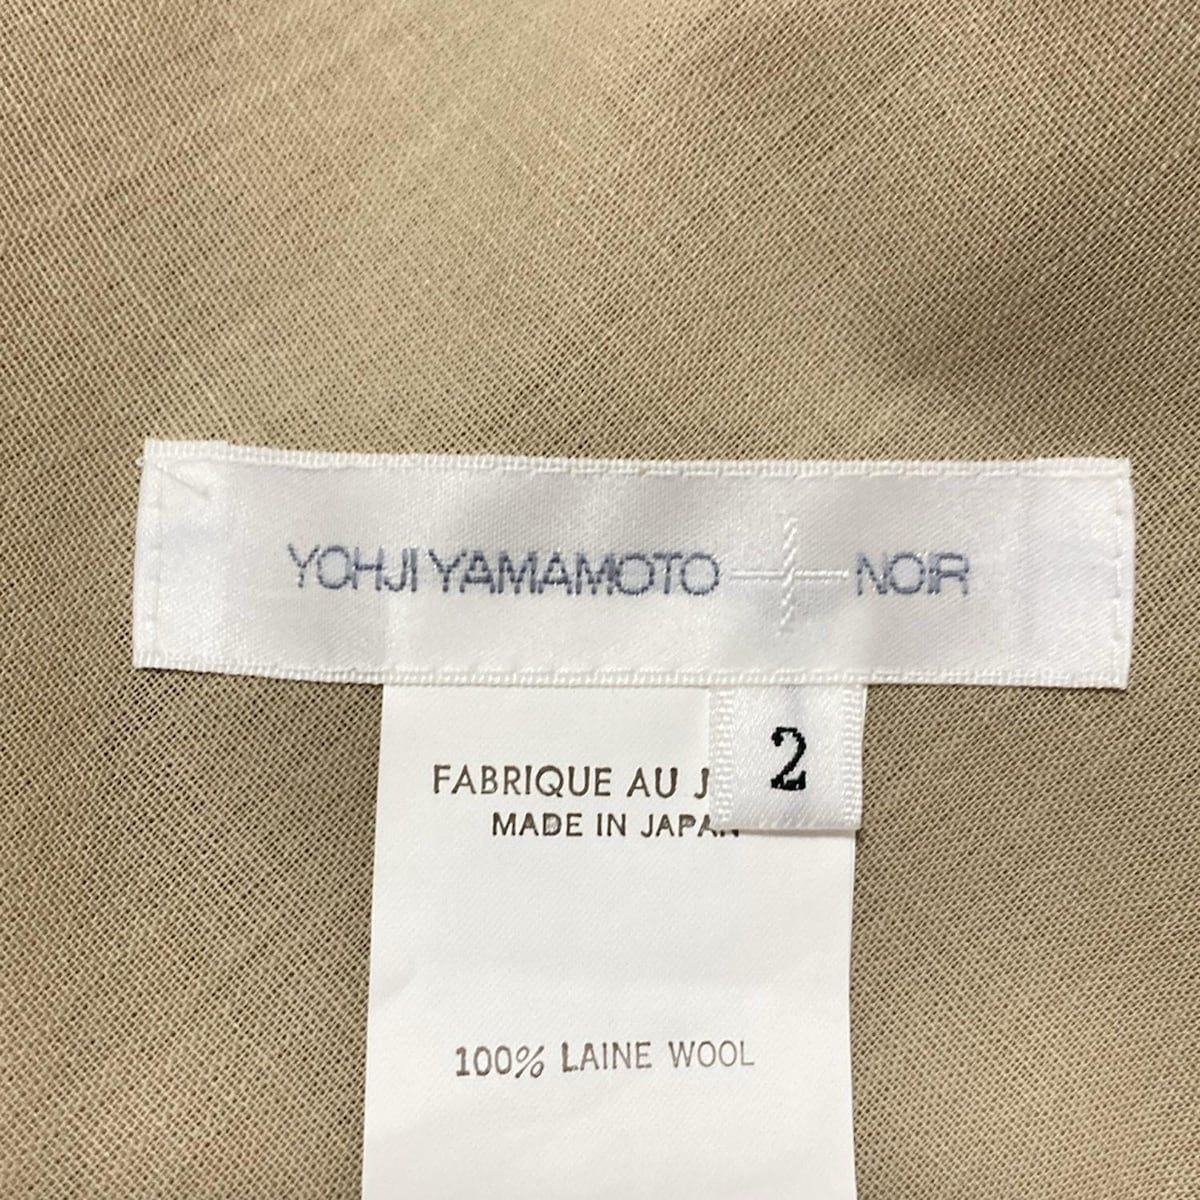 YOHJI YAMAMOTO + NOIR
2
FABRIQUE AU
MADE IN JAPAN
100% LAINE WOOL